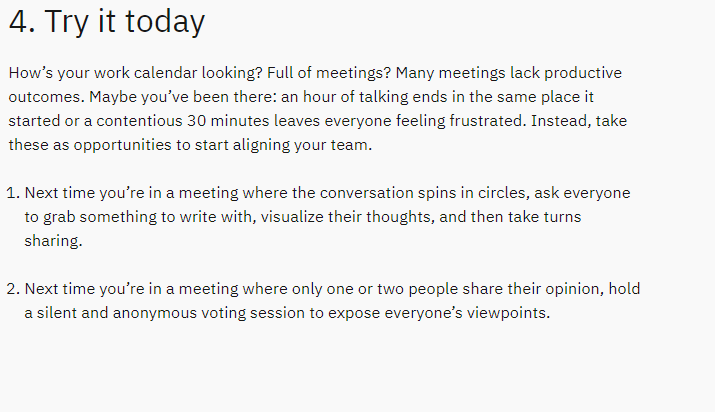 4. Try it today
How’s your work calendar looking? Full of meetings? Many meetings lack productive
outcomes. Maybe you’ve been there: an hour of talking ends in the same place it
started or a contentious 30 minutes leaves everyone feeling frustrated. Instead, take
these as opportunities to start aligning your team.
1. Next time you’re in a meeting where the conversation spins in circles, ask everyone
to grab something to write with, visualize their thoughts, and then take turns
sharing.
2. Next time you’re in a meeting where only one or two people share their opinion, hold
a silent and anonymous voting session to expose everyone’s viewpoints.